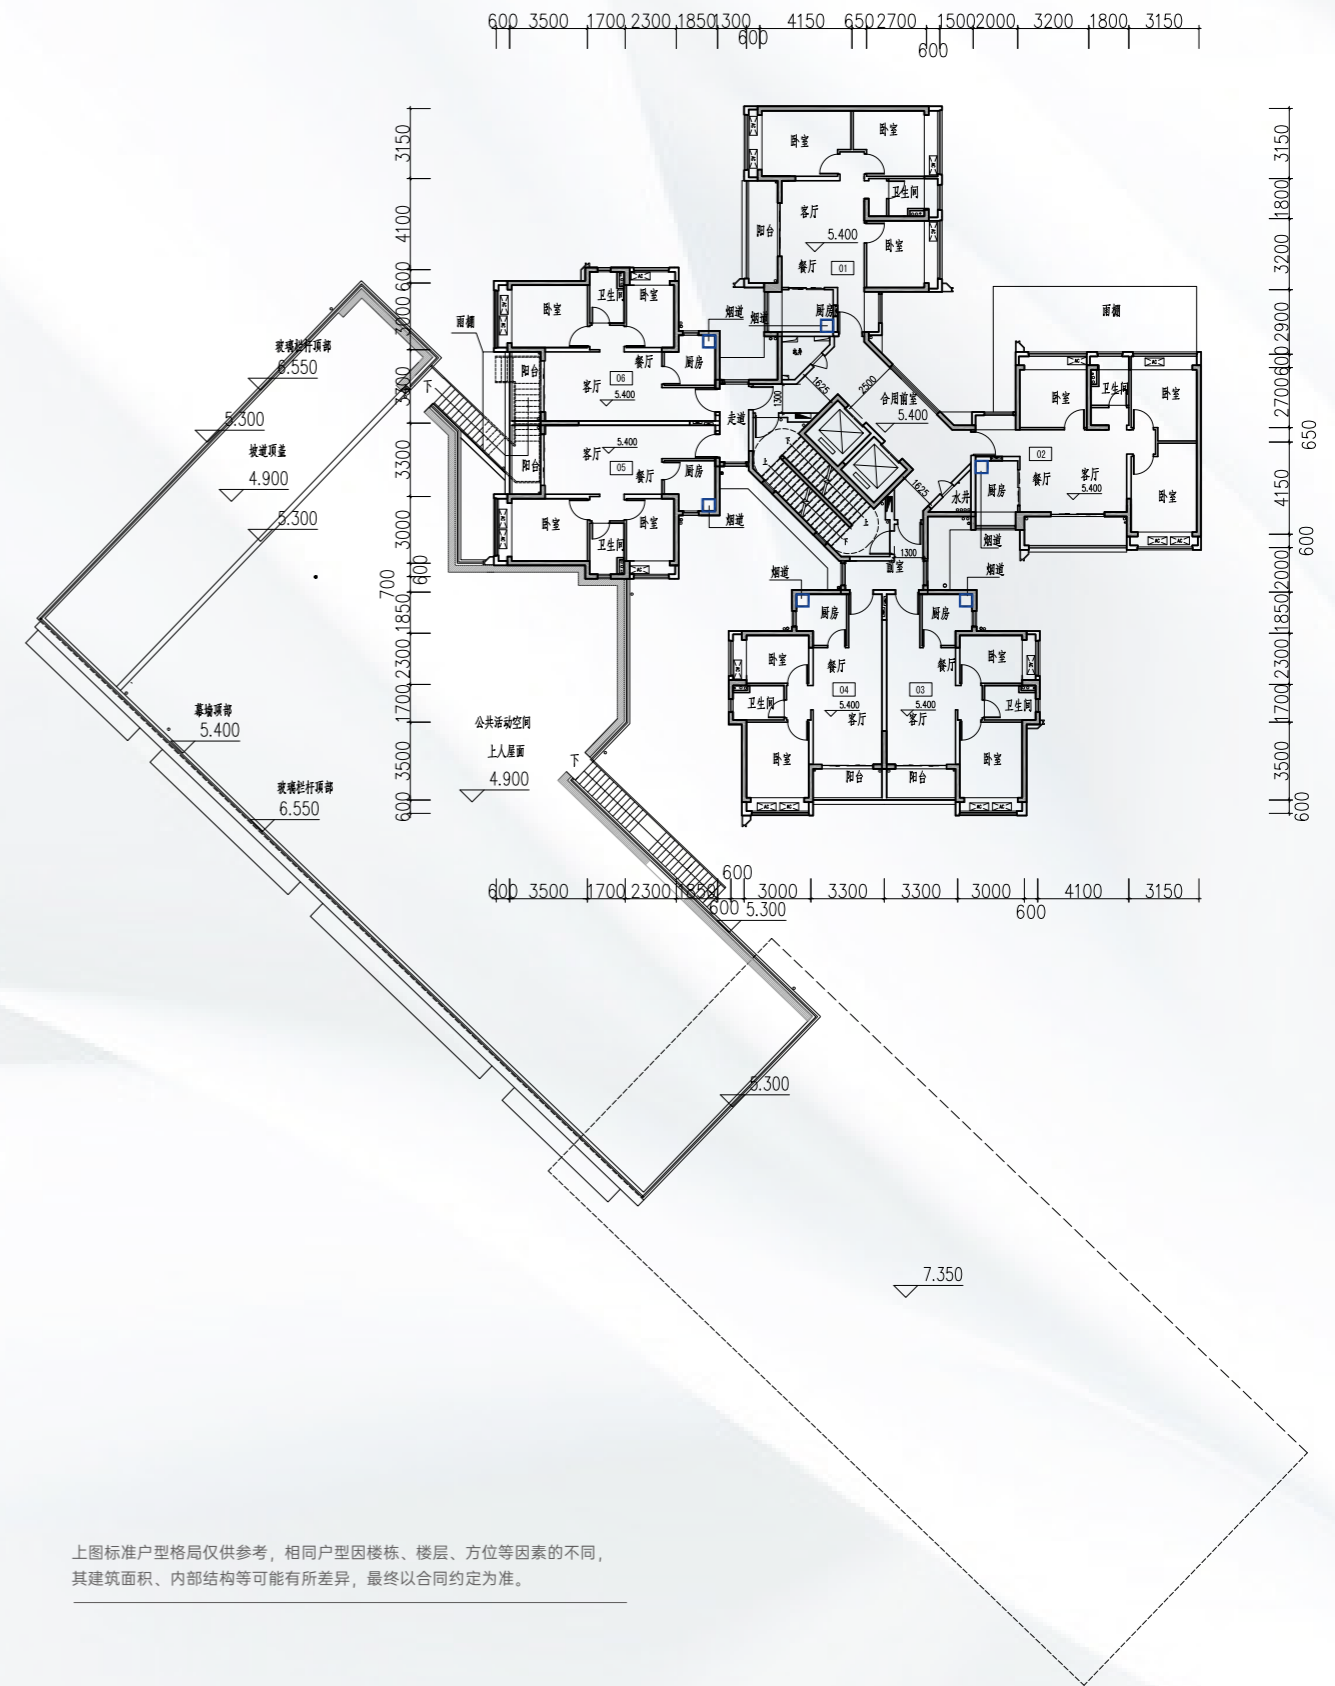 600 3500 1700 2300 1850 1300 600 4150 650 2700 600 1500 2000 3200 1800 3150
3150
4100
600
3000
3300
3300
3000
600
700
1850
2300
1700
3500
600
3150
1800
3200
2900
600
2700
650
4150
600
2000
1850
2300
1700
3500
600
卧室 卧室
卫生间
客厅
阳台
5.400
卧室
餐厅 01
烟道 烟道 厨房
雨棚
卧室 卫生间 卧室
雨棚
玻璃栏杆顶部
6.550
阳台 餐厅 厨房
客厅 06
5.400
下
1300
1625
2500
合用前室
5.400
走道
卧室 卫生间 卧室
5.300
坡道顶盖
4.900
5.300
5.400
客厅
阳台 05 餐厅 厨房
上 下
02
餐厅 客厅
5.400
厨房
水井
1625
卧室
卧室 卫生间 卧室
烟道
上
下
1300
前室
烟道
烟道 烟道
厨房 厨房
卧室 餐厅 餐厅 卧室
04 03
卫生间 5.400 5.400 卫生间
客厅 客厅
卧室 卧室
阳台 阳台
幕墙顶部
5.400
公共活动空间
上人屋面
4.900
下
玻璃栏杆顶部
6.550
600 3500 1700 2300 1850 600 600 3000 3300 3300 3000 600 4100 3150
5.300
5.300
7.350
上图标准户型格局仅供参考，相同户型因楼栋、楼层、方位等因素的不同，
其建筑面积、内部结构等可能有所差异，最终以合同约定为准。